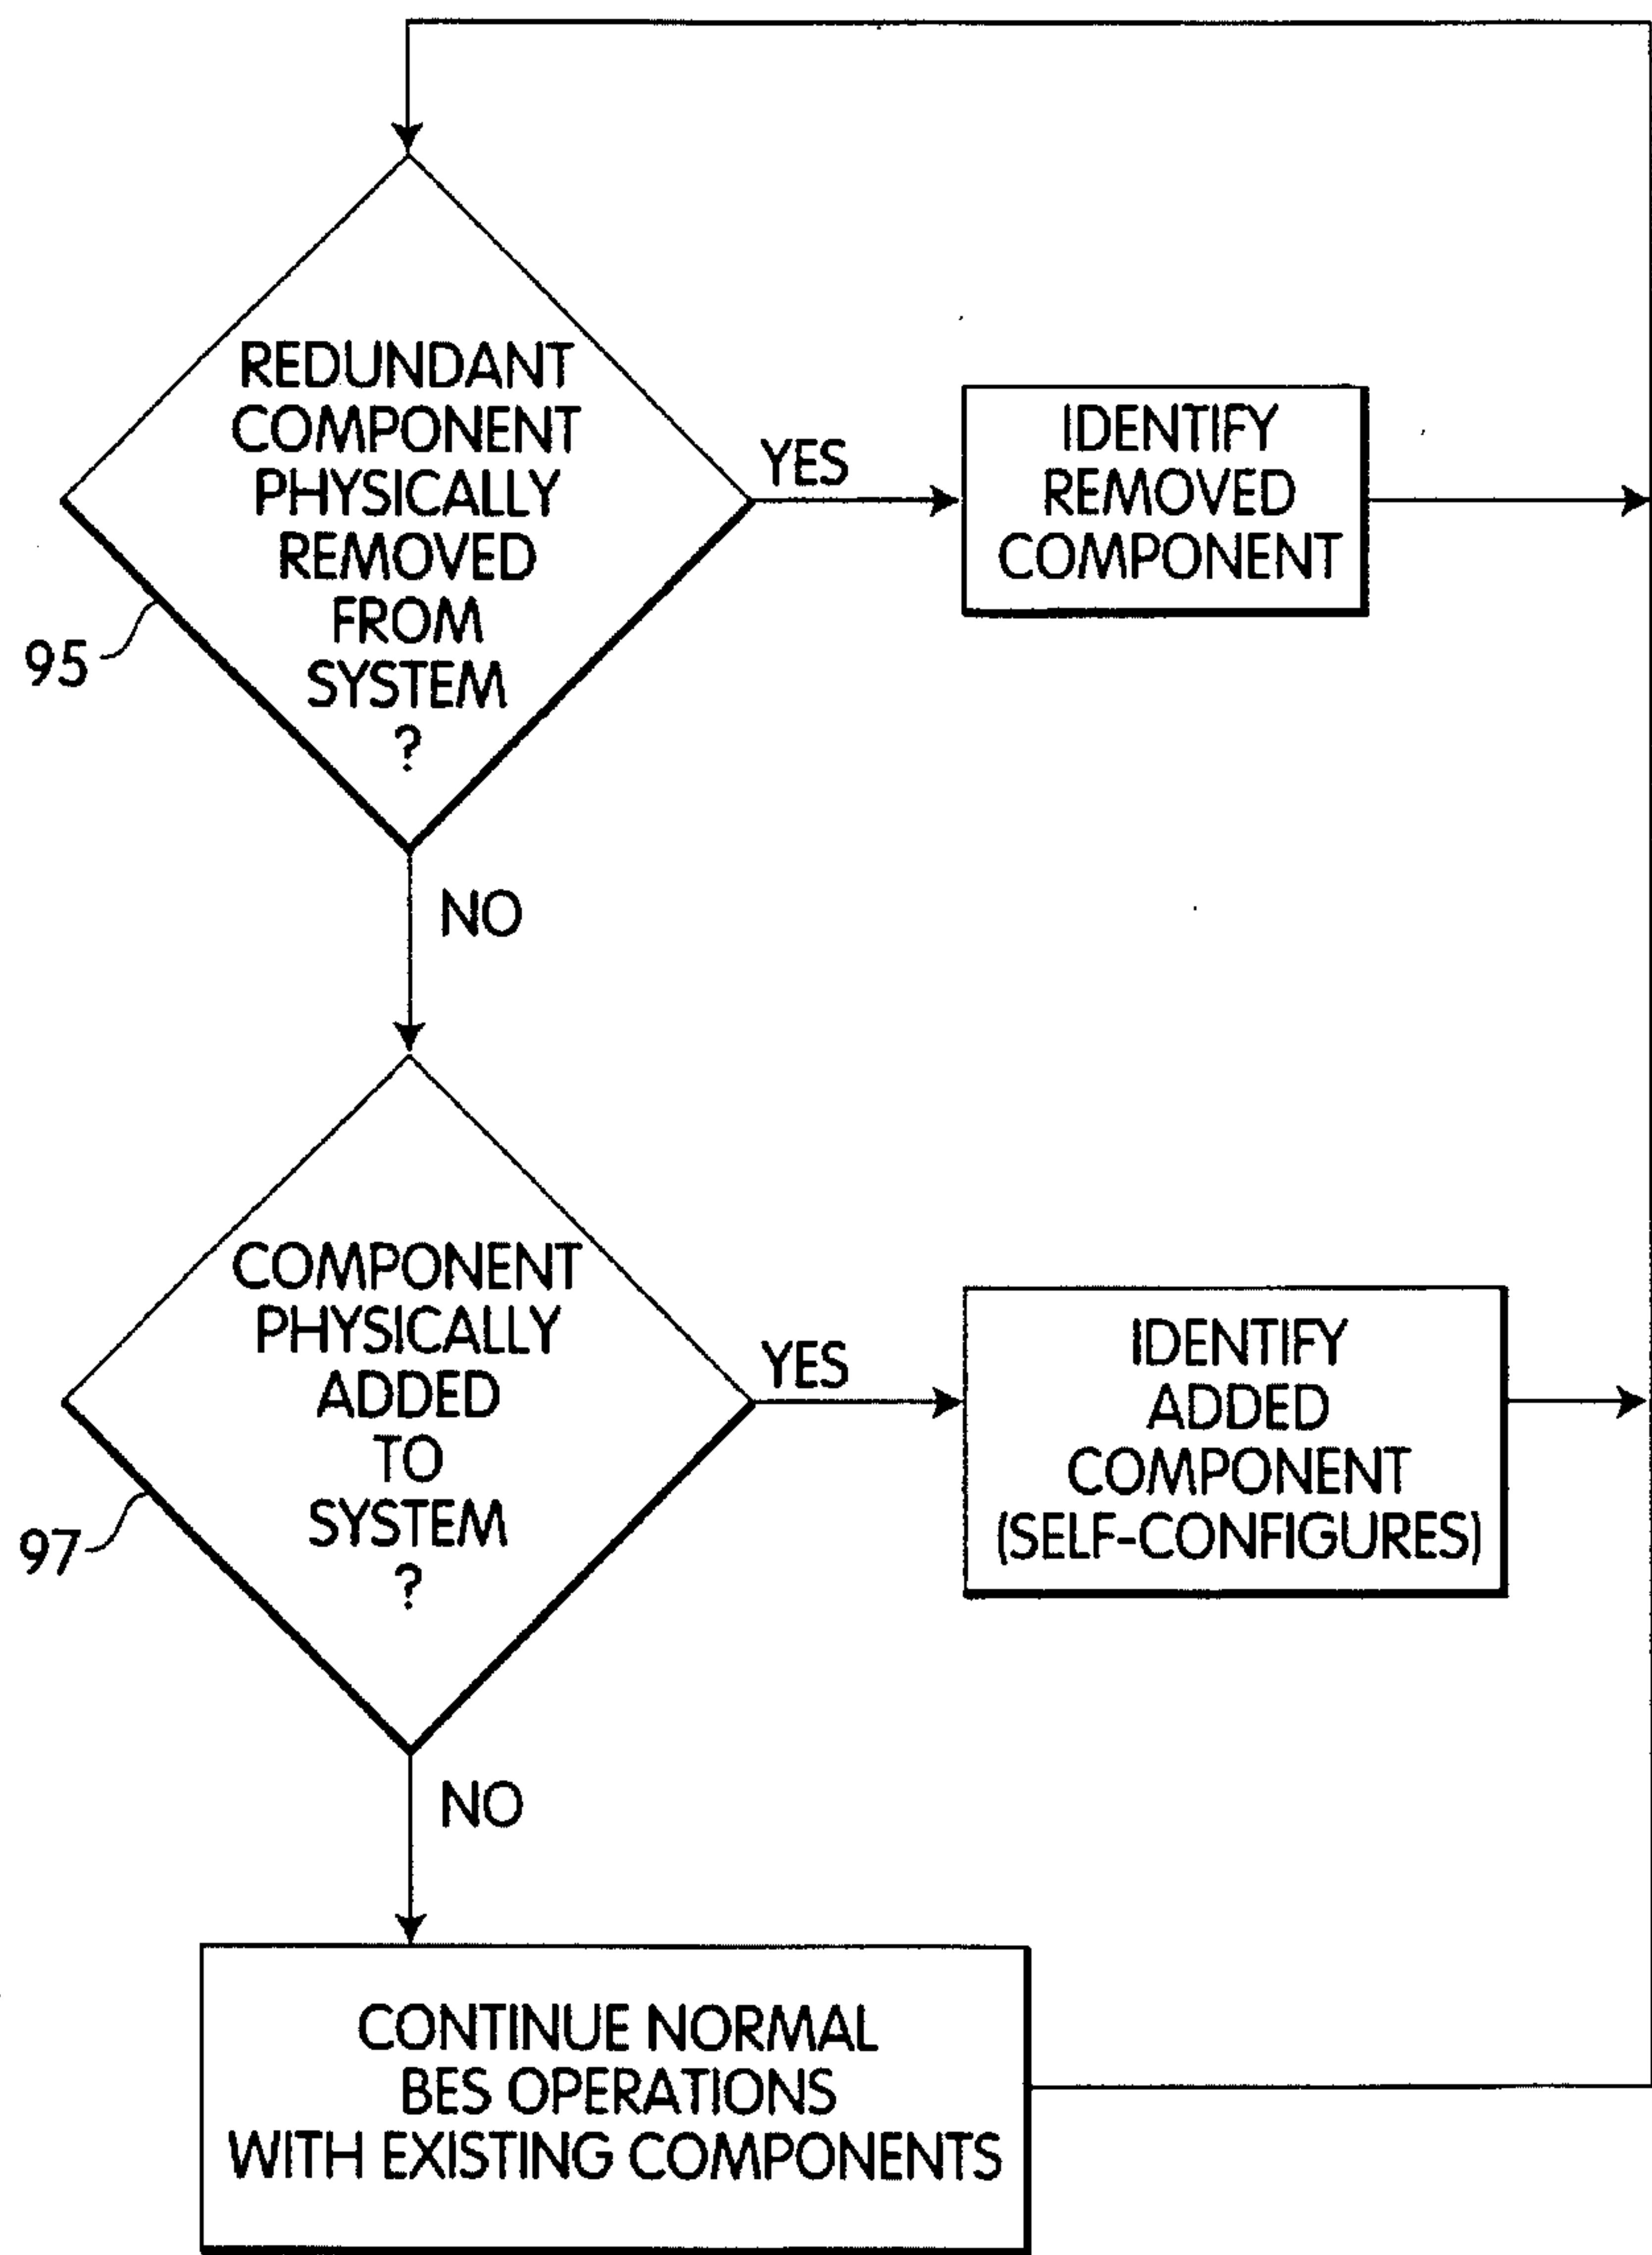 REDUNDANT
COMPONENT
PHYSICALLY
REMOVED
FROM
SYSTEM
?
YES
IDENTIFY
REMOVED
COMPONENT
95
NO
COMPONENT
PHYSICALLY
ADDED
TO
SYSTEM
?
YES
IDENTIFY
ADDED
COMPONENT
(SELF-CONFIGURES)
97
NO
CONTINUE NORMAL
BES OPERATIONS
WITH EXISTING COMPONENTS